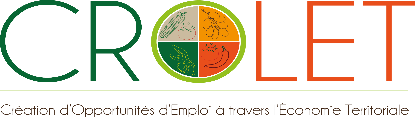 CROLET
Création d'Opportunités d'Emploi à travers l'Économie Territoriale